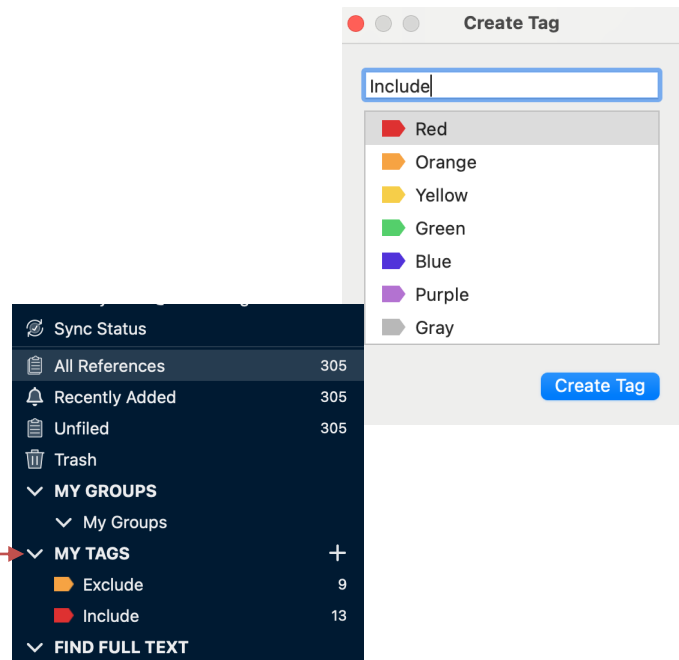 Create Tag
Include
Red
Orange
Yellow
Green
Blue
Purple
Gray
Create Tag
Sync Status
All References 305
Recently Added 305
Unfiled 305
Trash
MY GROUPS
My Groups
MY TAGS +
Exclude 9
Include 13
FIND FULL TEXT